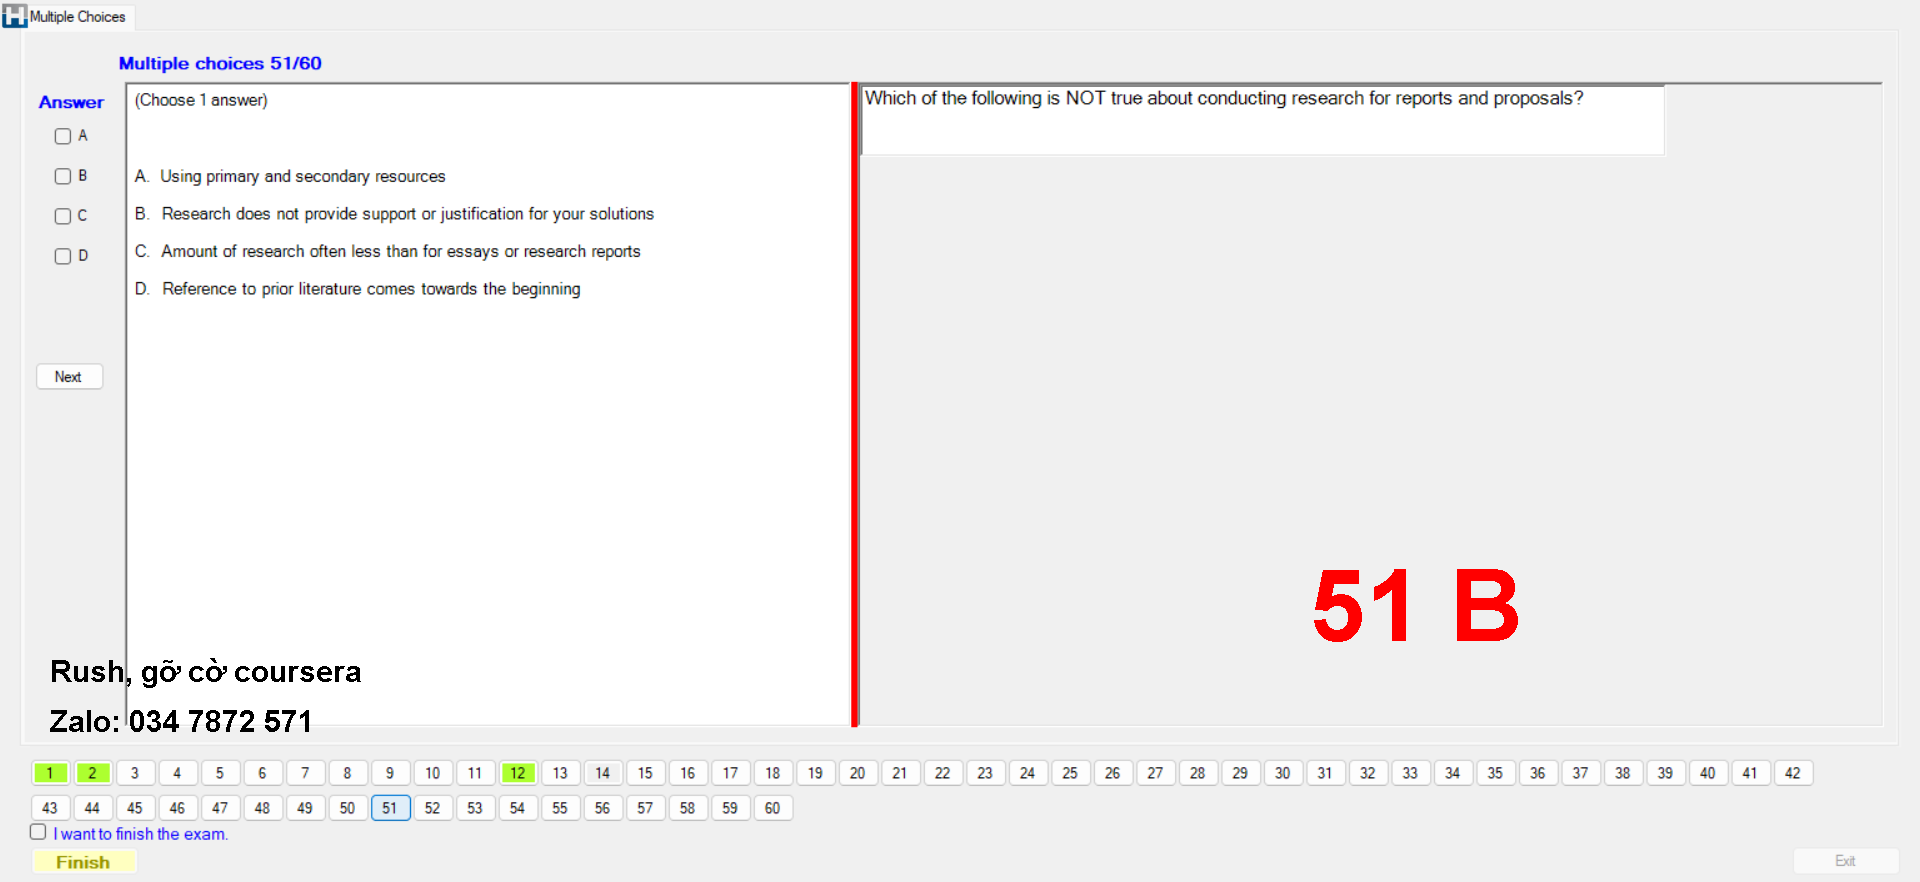 Multiple Choices
Multiple choices 51/60
Answer
A
B
C
D
Next
(Choose 1 answer)
A. Using primary and secondary resources
B. Research does not provide support or justification for your solutions
C. Amount of research often less than for essays or research reports
D. Reference to prior literature comes towards the beginning
Which of the following is NOT true about conducting research for reports and proposals?
51 B
Rush, gỡ cờ coursera
Zalo: 034 7872 571
1 2 3 4 5 6 7 8 9 10 11 12 13 14 15 16 17 18 19 20 21 22 23 24 25 26 27 28 29 30 31 32 33 34 35 36 37 38 39 40 41 42
43 44 45 46 47 48 49 50 51 52 53 54 55 56 57 58 59 60
I want to finish the exam.
Finish
Exit